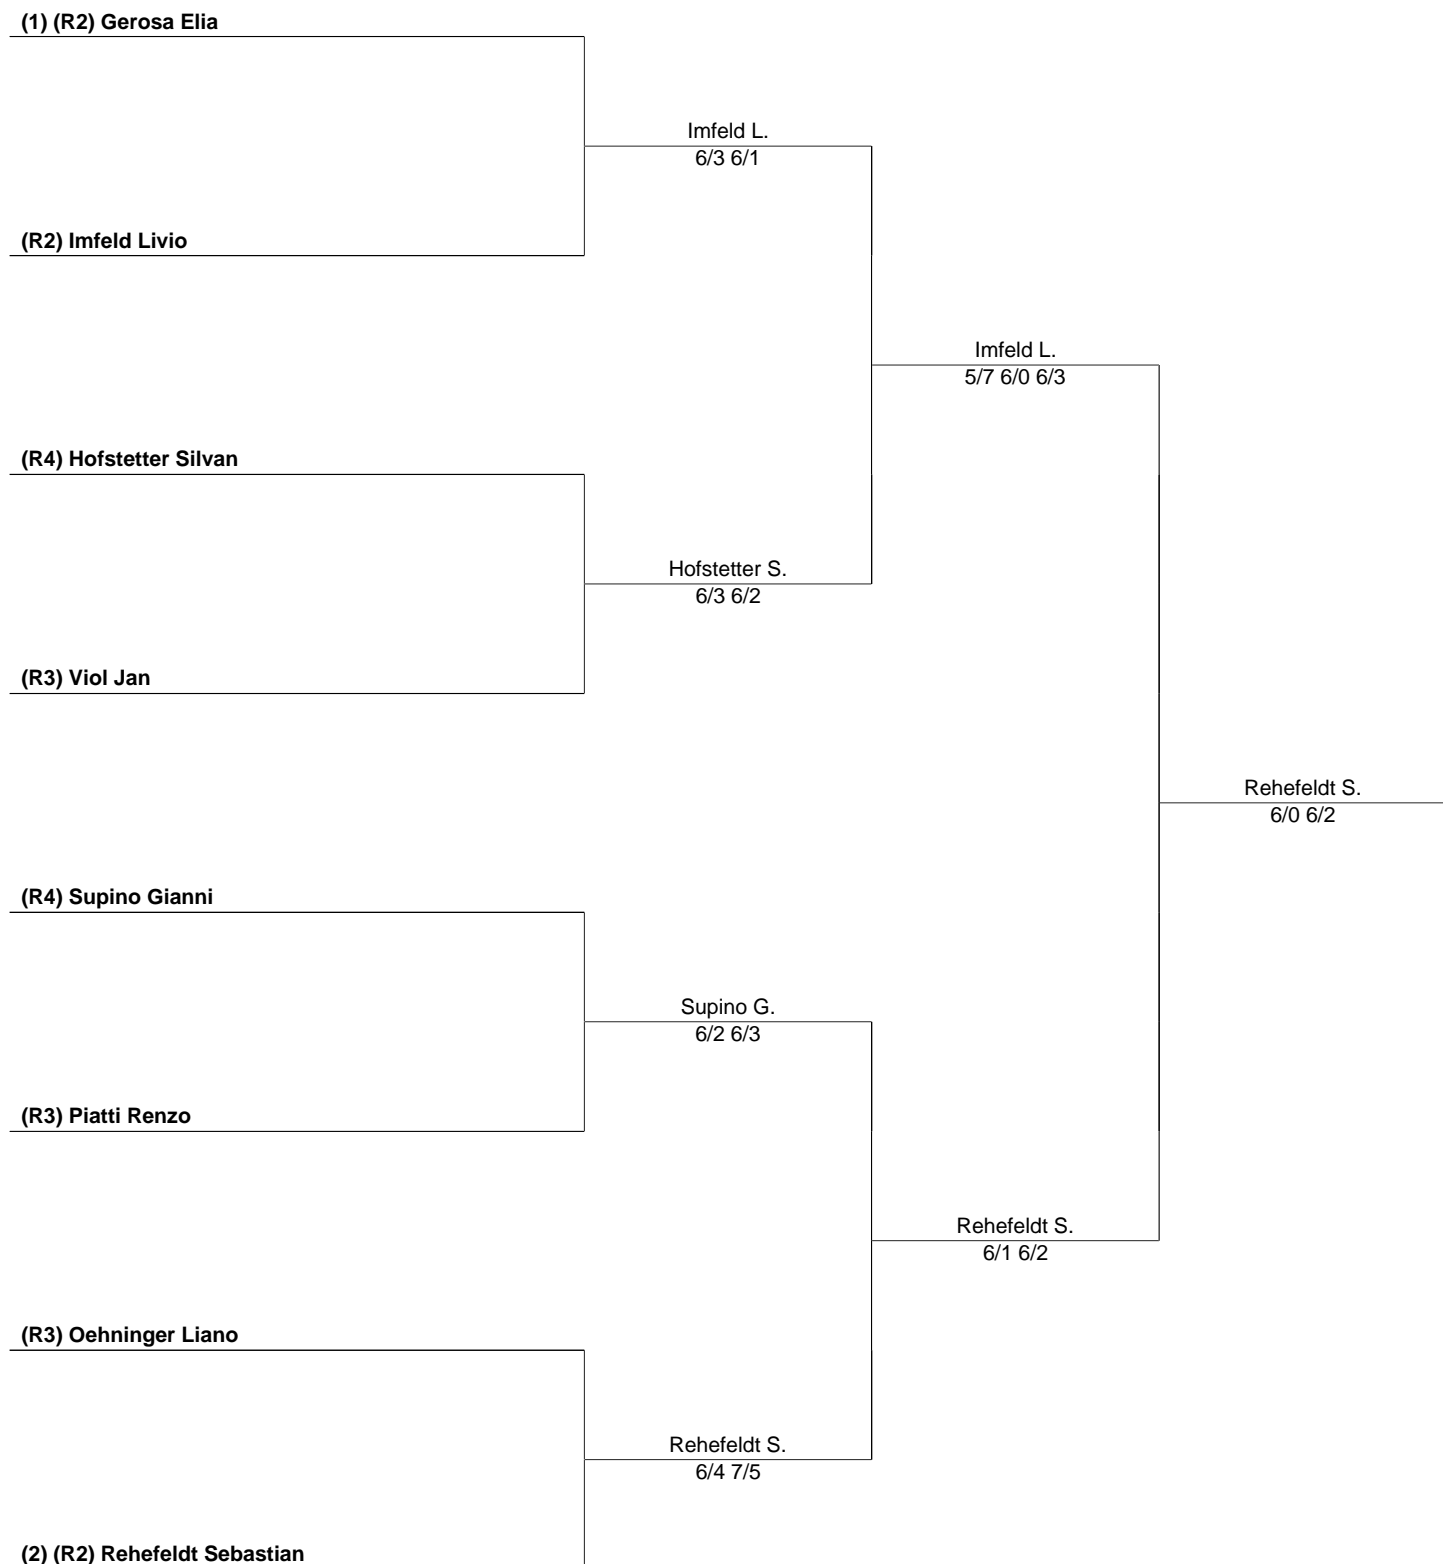 (1) (R2) Gerosa Elia
Imfeld L.
6/3 6/1
(R2) Imfeld Livio
Imfeld L.
5/7 6/0 6/3
(R4) Hofstetter Silvan
Hofstetter S.
6/3 6/2
(R3) Viol Jan
Rehefeldt S.
6/0 6/2
(R4) Supino Gianni
Supino G.
6/2 6/3
(R3) Piatti Renzo
Rehefeldt S.
6/1 6/2
(R3) Oehninger Liano
Rehefeldt S.
6/4 7/5
(2) (R2) Rehefeldt Sebastian